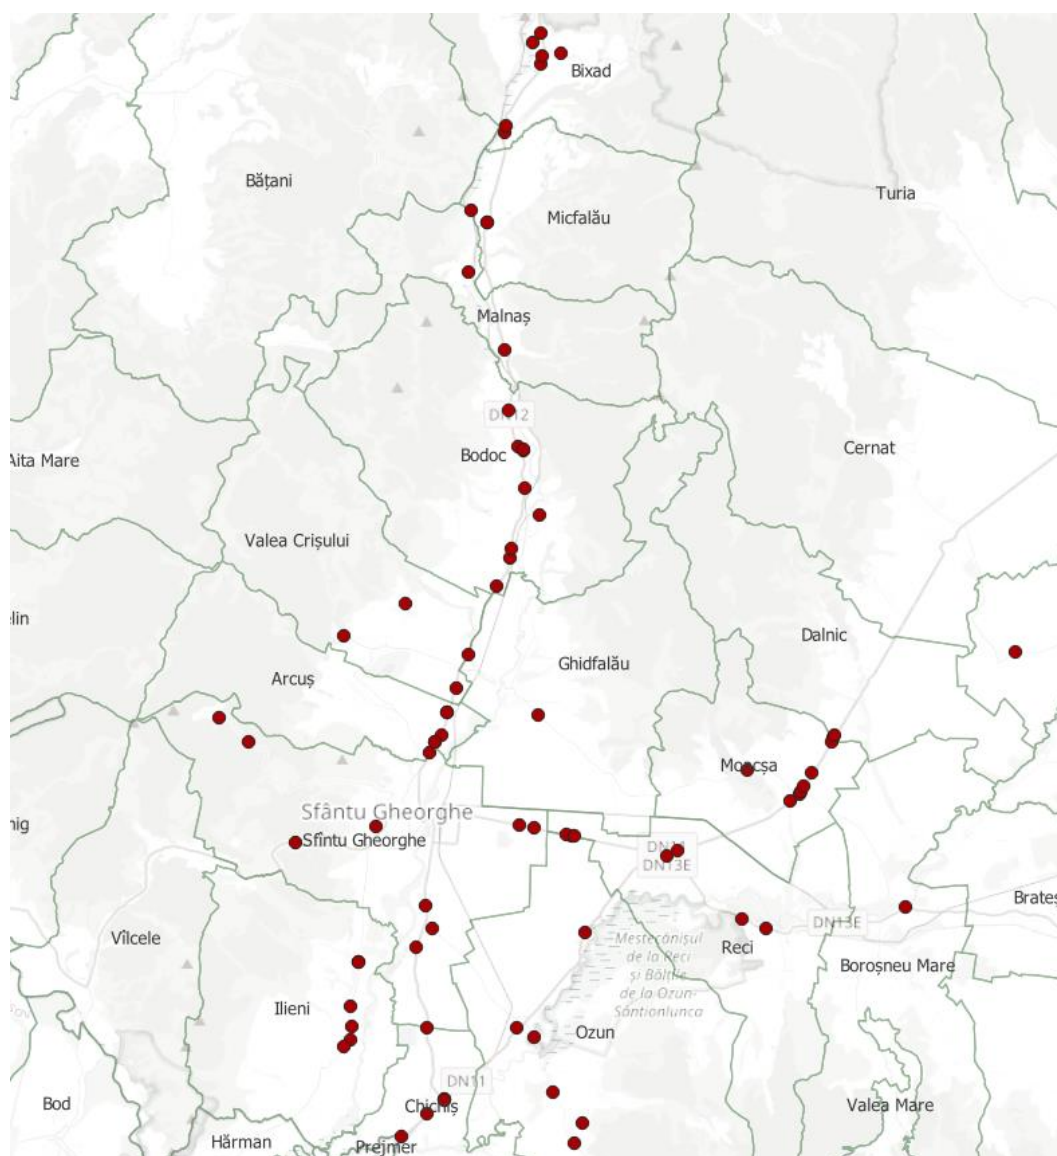 Bixad
Bățani
Turia
Micfalău
Malnaș
DN12
Cernat
Bodoc
Aita Mare
Valea Crișului
elin
Dalnic
Ghidfalău
Arcuș
Moacșa
Sfântu Gheorghe
nig
Sfîntu Gheorghe
DN11
DN13E
Brateș
DN13E
Vîlcele
Mestecănișul
de la Reci
și Bălțile
de la Ozun-
Sântionlunca
Reci
Boroșneu Mare
Ilieni
Ozun
DN11
Bod
Chichiș
Valea Mare
Hărman
Prejmer